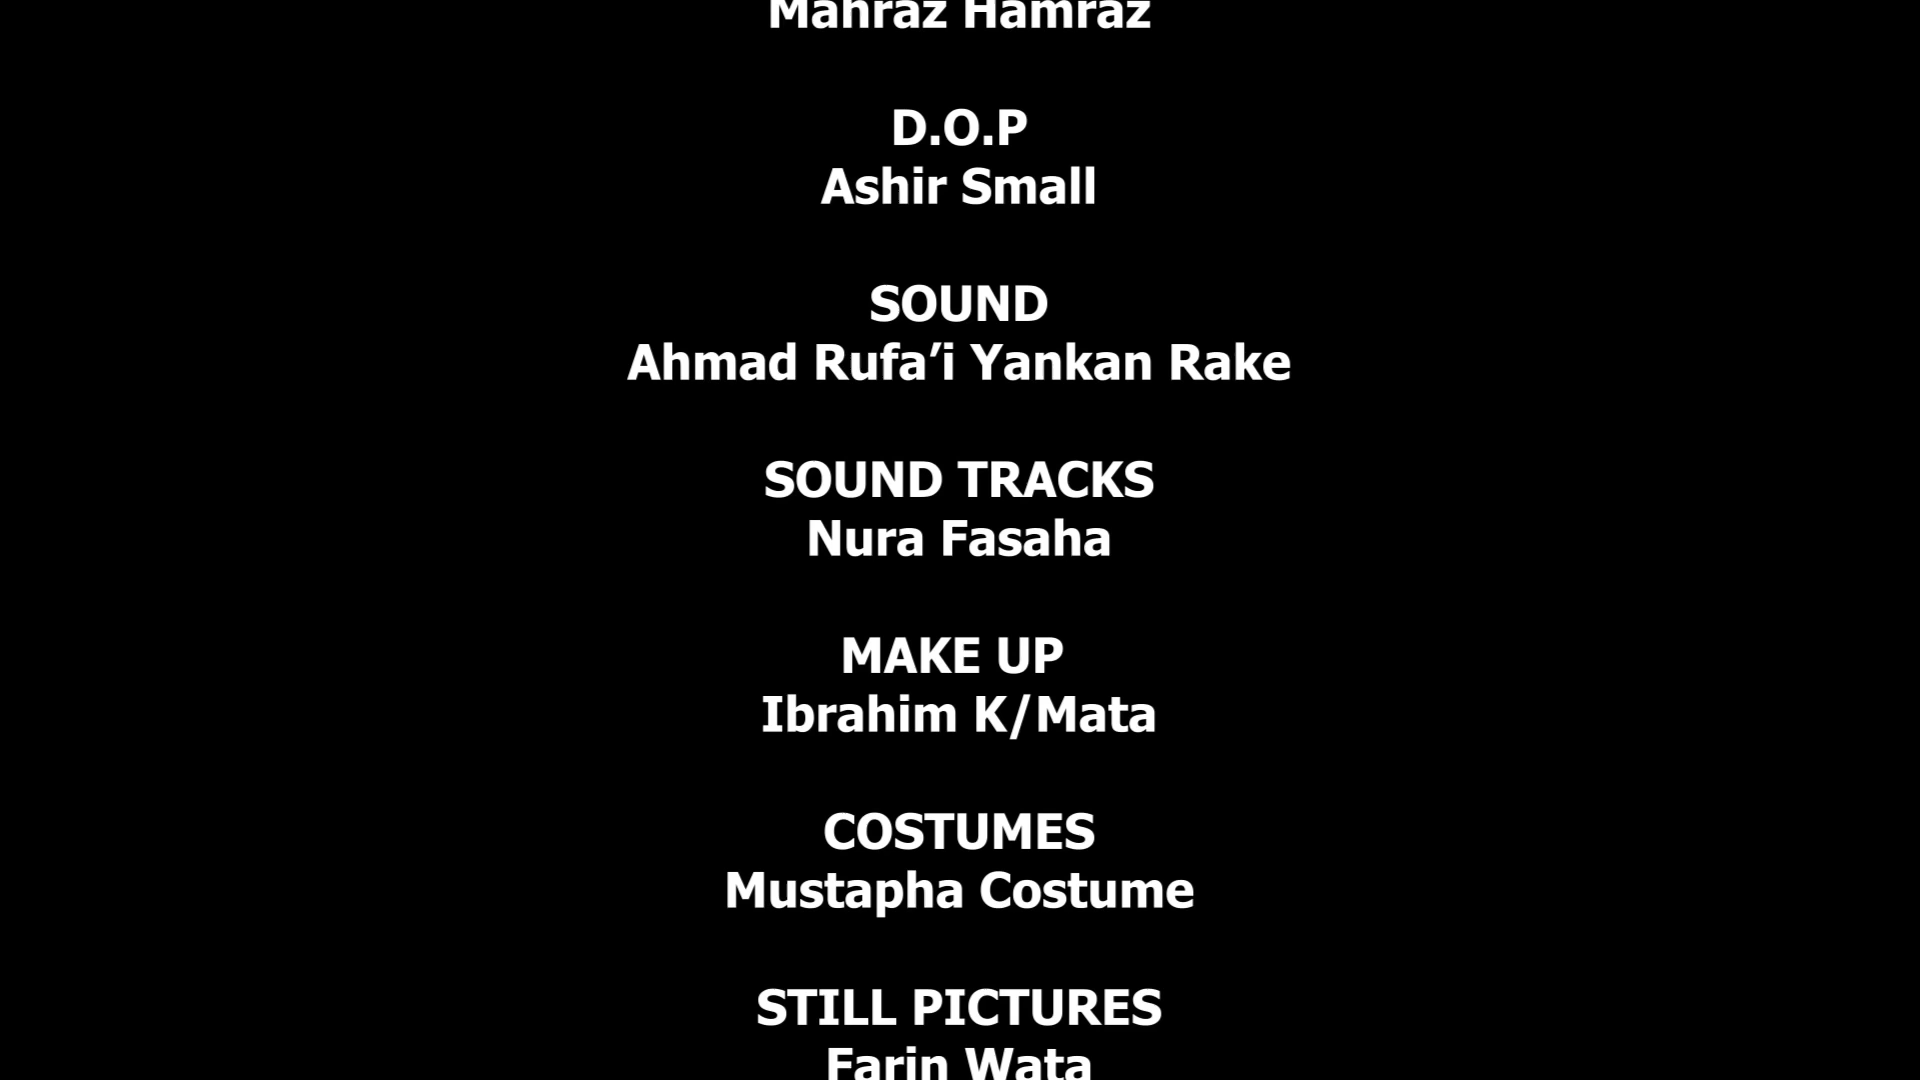 Mahraz Hamraz
D.O.P
Ashir Small
SOUND
Ahmad Rufa’i Yankan Rake
SOUND TRACKS
Nura Fasaha
MAKE UP
Ibrahim K/Mata
COSTUMES
Mustapha Costume
STILL PICTURES
Farin Wata